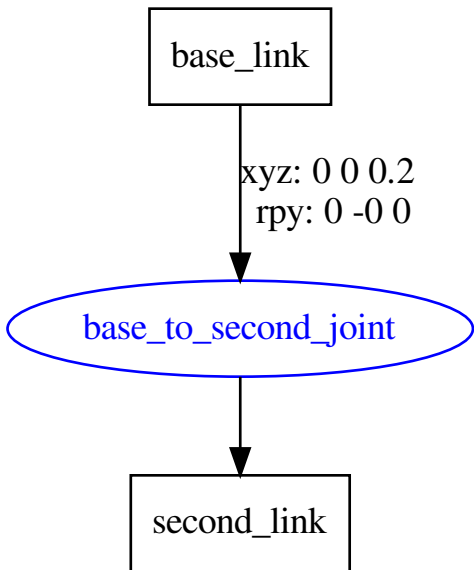 base_link
xyz: 0 0 0.2
rpy: 0 -0 0
base_to_second_joint
second_link